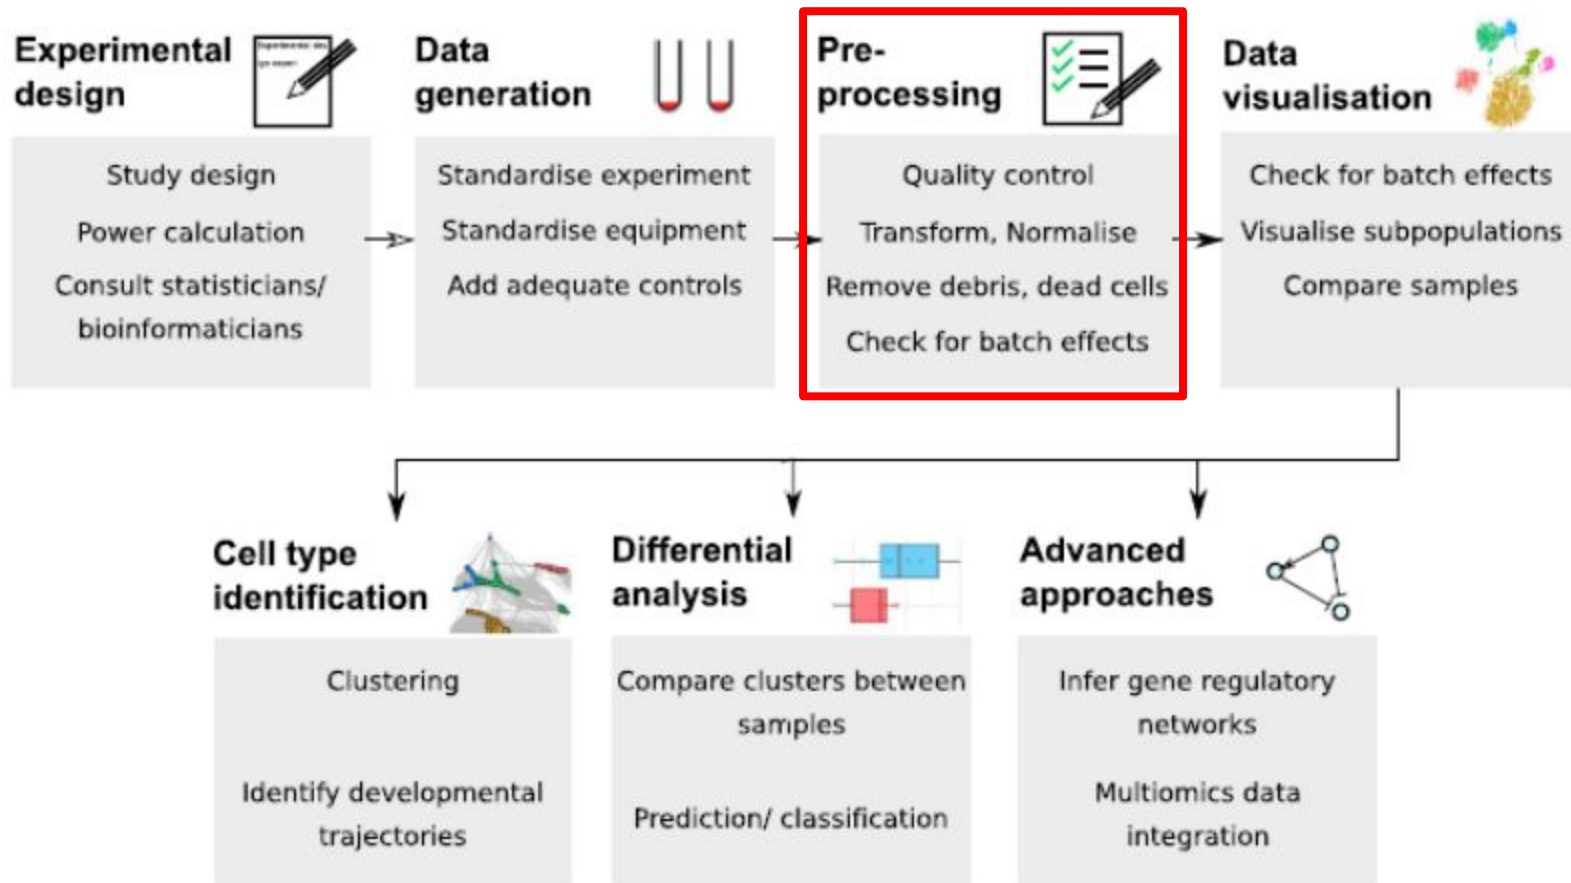 Experimental
design
Data
generation
Pre-
processing
Data
visualisation
Study design
Power calculation
Consult statisticians/
bioinformaticians
Standardise experiment
Standardise equipment
Add adequate controls
Quality control
Transform, Normalise
Remove debris, dead cells
Check for batch effects
Check for batch effects
Visualise subpopulations
Compare samples
Cell type
identification
Differential
analysis
Advanced
approaches
Clustering
Identify developmental
trajectories
Compare clusters between
samples
Prediction/ classification
Infer gene regulatory
networks
Multiomics data
integration